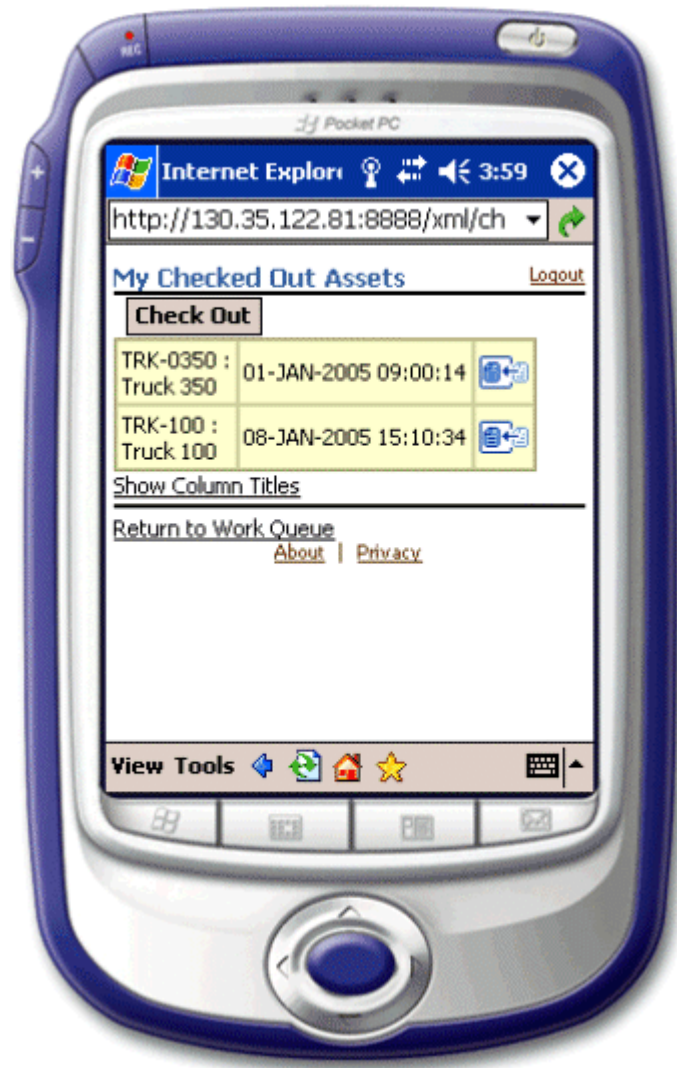 REC
Pocket PC
Internet Explor 3:59
http://130.35.122.81:8888/xml/ch
My Checked Out Assets Logout
Check Out
TRK-0350 :
Truck 350 01-JAN-2005 09:00:14
TRK-100 :
Truck 100 08-JAN-2005 15:10:34
Show Column Titles
Return to Work Queue
About | Privacy
View Tools